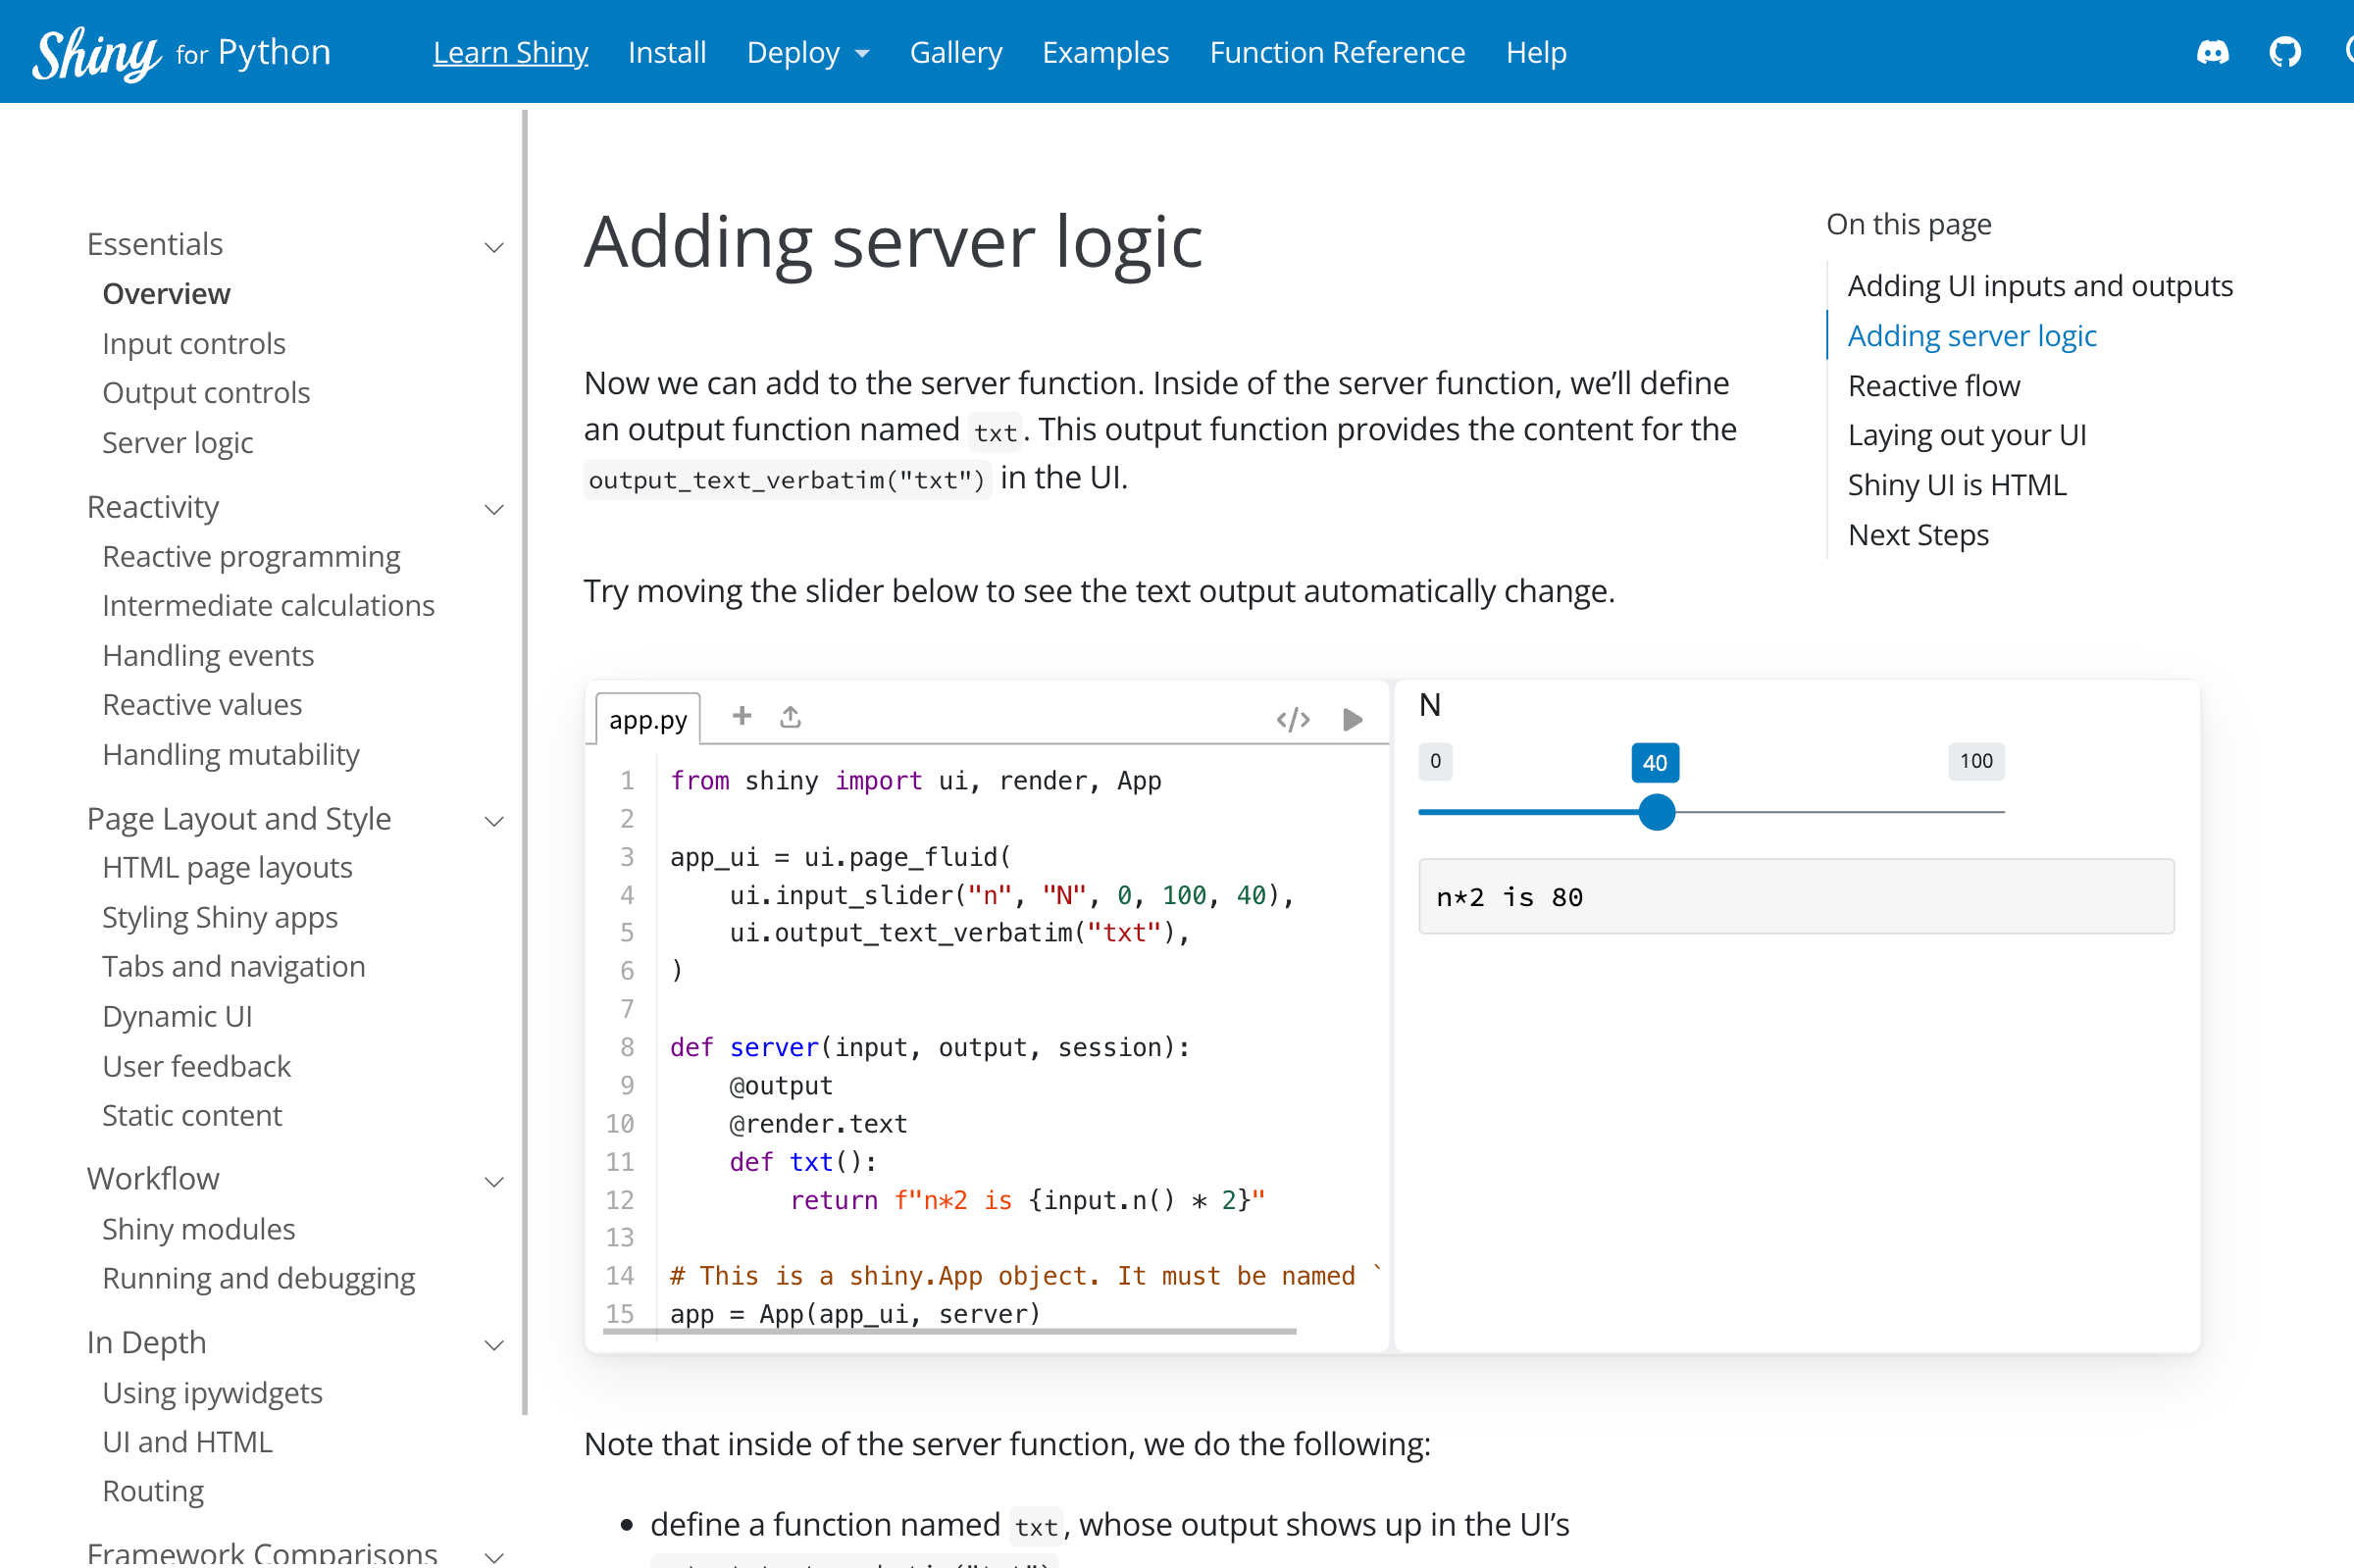 Shiny for Python Learn Shiny Install Deploy Gallery Examples Function Reference Help
Essentials
Overview
Input controls
Output controls
Server logic
Reactivity
Reactive programming
Intermediate calculations
Handling events
Reactive values
Handling mutability
Page Layout and Style
HTML page layouts
Styling Shiny apps
Tabs and navigation
Dynamic UI
User feedback
Static content
Workflow
Shiny modules
Running and debugging
In Depth
Using ipywidgets
UI and HTML
Routing
Framework Comparisons
Adding server logic
Now we can add to the server function. Inside of the server function, we’ll define
an output function named txt. This output function provides the content for the
output_text_verbatim("txt") in the UI.
Try moving the slider below to see the text output automatically change.
app.py
1 from shiny import ui, render, App
2
3 app_ui = ui.page_fluid(
4     ui.input_slider("n", "N", 0, 100, 40),
5     ui.output_text_verbatim("txt"),
6 )
7
8 def server(input, output, session):
9     @output
10     @render.text
11     def txt():
12         return f"n*2 is {input.n() * 2}"
13
14 # This is a shiny.App object. It must be named `
15 app = App(app_ui, server)
N
0 40 100
n*2 is 80
Note that inside of the server function, we do the following:
• define a function named txt, whose output shows up in the UI’s
On this page
Adding UI inputs and outputs
Adding server logic
Reactive flow
Laying out your UI
Shiny UI is HTML
Next Steps